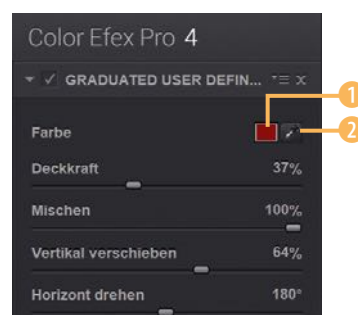 Color Efex Pro 4
GRADUATED USER DEFIN...
Farbe
1
2
Deckkraft 37%
Mischen 100%
Vertikal verschieben 64%
Horizont drehen 180°